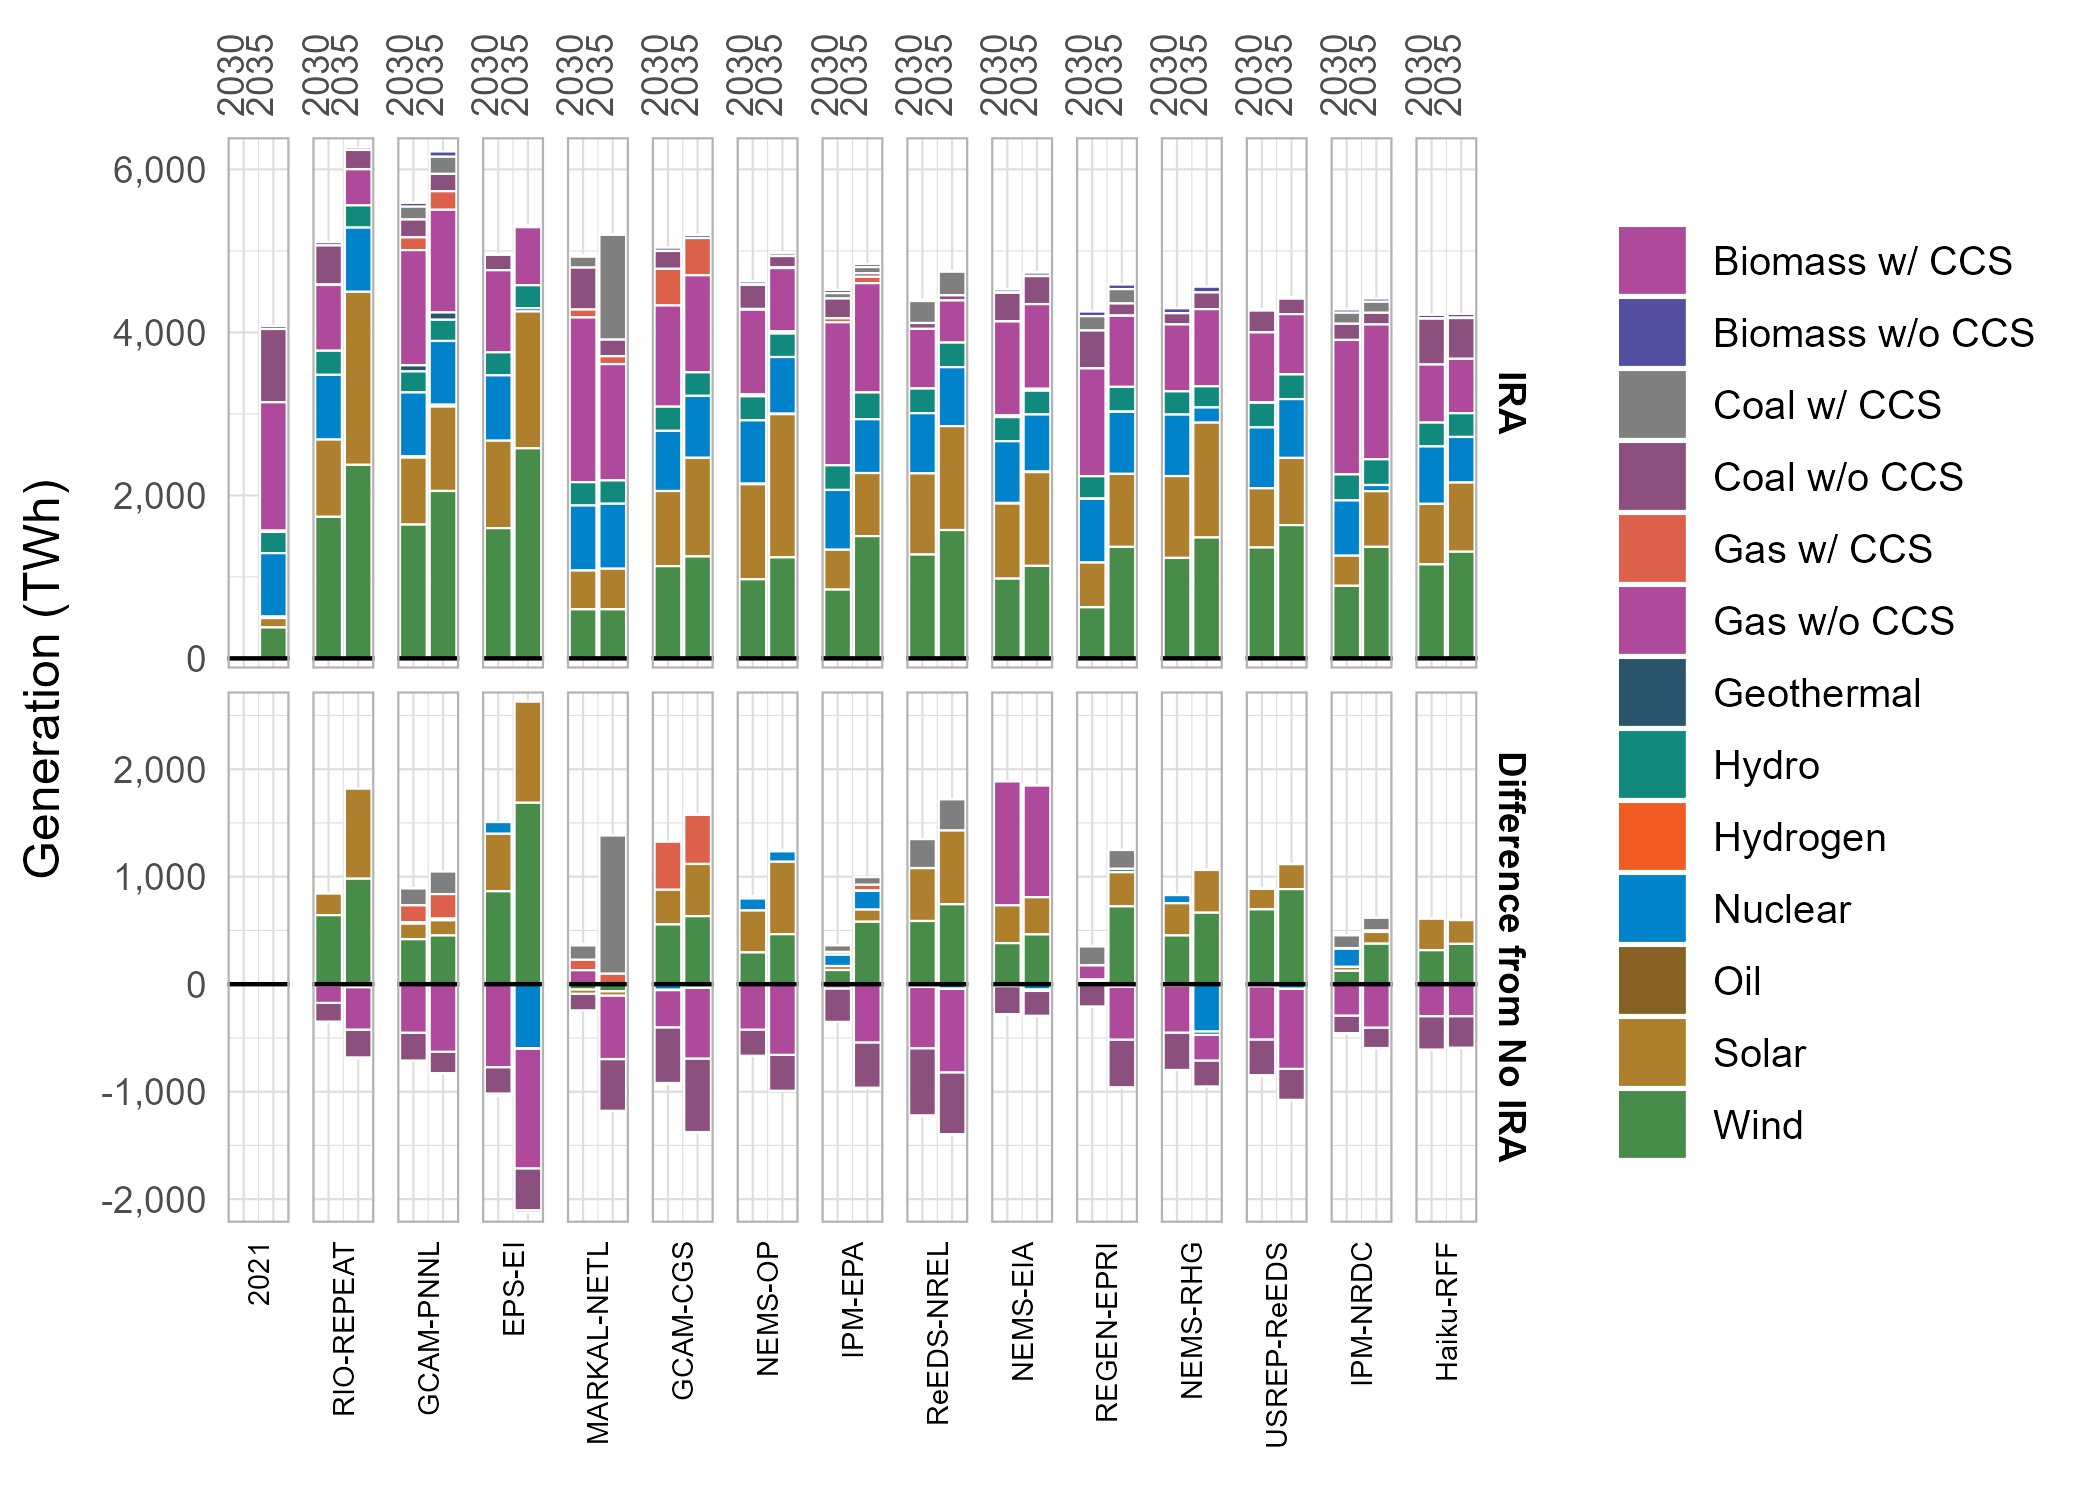 2030 2035 2030 2035 2030 2035 2030 2035 2030 2035 2030 2035 2030 2035 2030 2035 2030 2035 2030 2035 2030 2035 2030 2035 2030 2035 2030 2035 2030 2035
Generation (TWh)
6,000
4,000
2,000
0
IRA
2,000
1,000
0
-1,000
-2,000
Difference from No IRA
2021
RIO-REPEAT
GCAM-PNNL
EPS-EI
MARKAL-NETL
GCAM-CGS
NEMS-OP
IPM-EPA
ReEDS-NREL
NEMS-EIA
REGEN-EPRI
NEMS-RHG
USREP-ReEDS
IPM-NRDC
Haiku-RFF
Biomass w/ CCS
Biomass w/o CCS
Coal w/ CCS
Coal w/o CCS
Gas w/ CCS
Gas w/o CCS
Geothermal
Hydro
Hydrogen
Nuclear
Oil
Solar
Wind